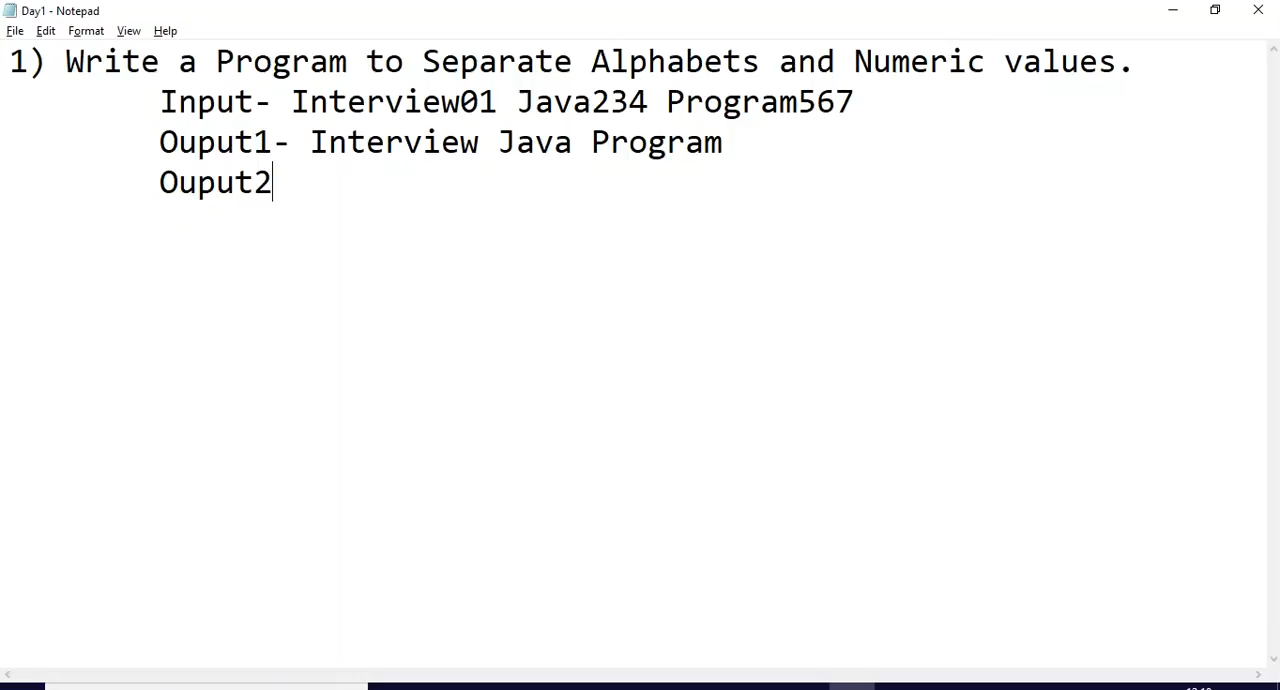 Day1 - Notepad
File Edit Format View Help
1) Write a Program to Separate Alphabets and Numeric values.
Input- Interview01 Java234 Program567
Ouput1- Interview Java Program
Ouput2